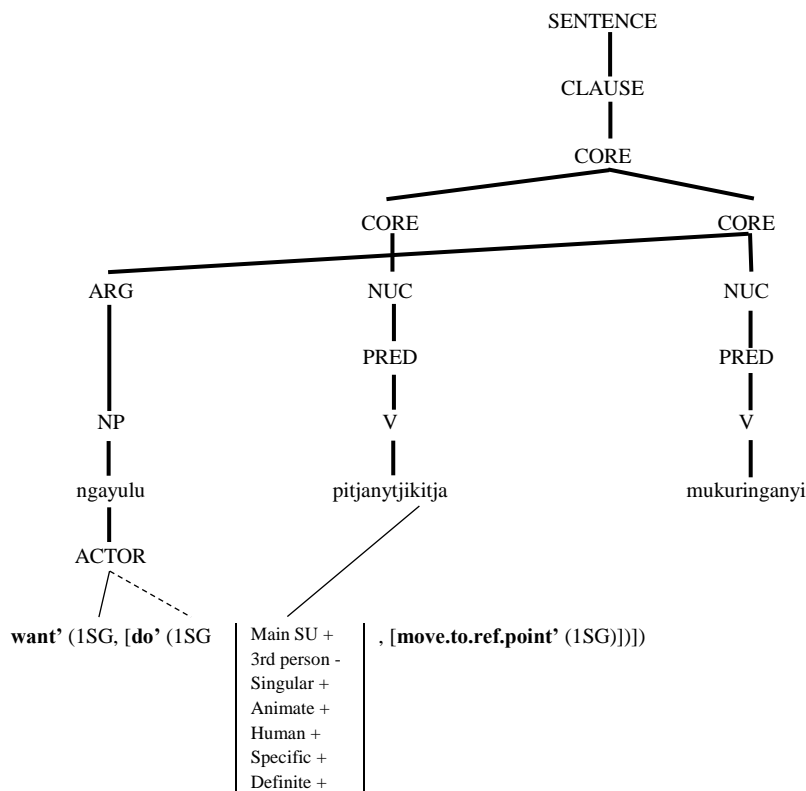 SENTENCE
CLAUSE
CORE
CORE CORE
ARG NUC NUC
PRED PRED
NP V V
ngayulu pitjanytjikitja mukuringanyi
ACTOR
want’ (1SG, [do’ (1SG Main SU + , [move.to.ref.point’ (1SG)])])
3rd person -
Singular +
Animate +
Human +
Specific +
Definite +